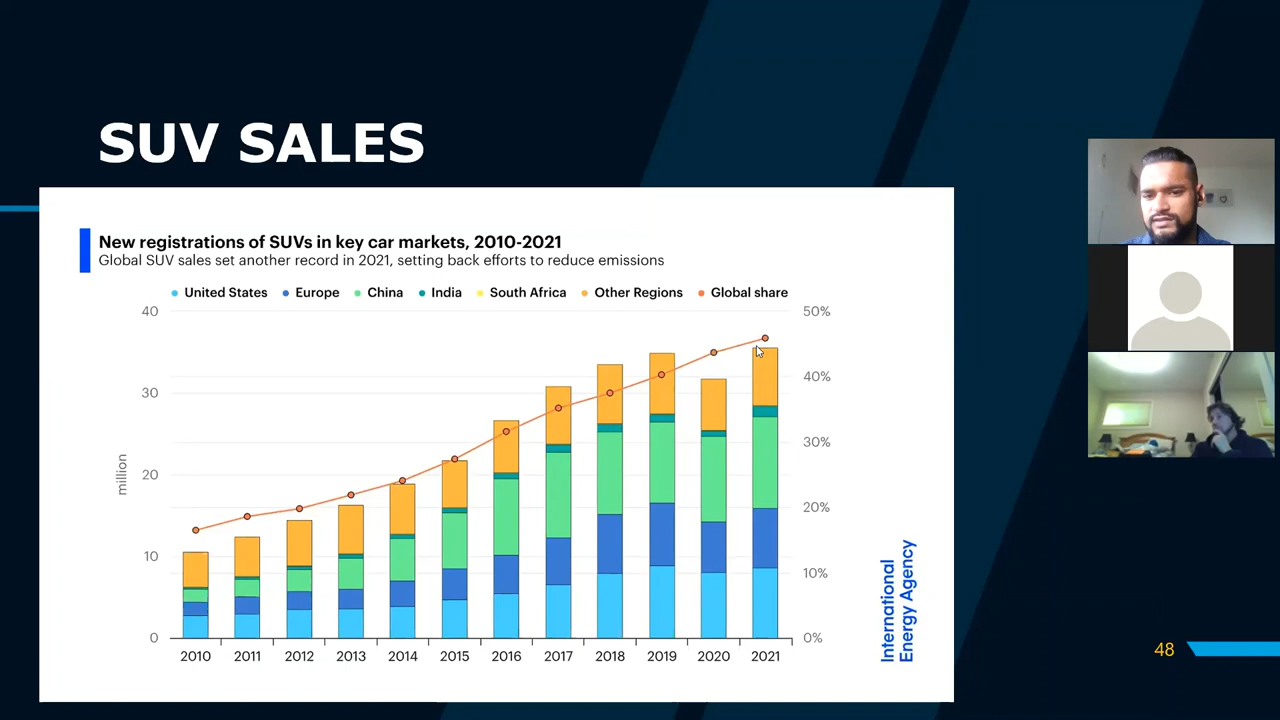 SUV SALES
New registrations of SUVs in key car markets, 2010-2021
Global SUV sales set another record in 2021, setting back efforts to reduce emissions
United States Europe China India South Africa Other Regions Global share
40 50%
40%
30
30%
million
20
20%
10
10%
0 0%
2010 2011 2012 2013 2014 2015 2016 2017 2018 2019 2020 2021
International
Energy Agency
48